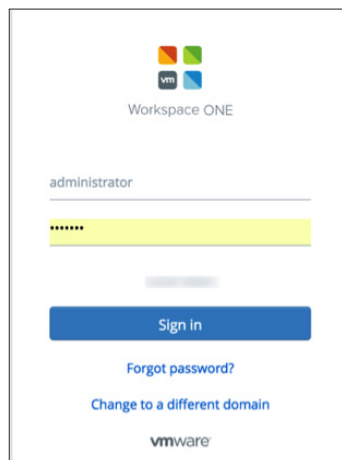 vm
Workspace ONE
administrator
•••••••
Sign in
Forgot password?
Change to a different domain
vmware